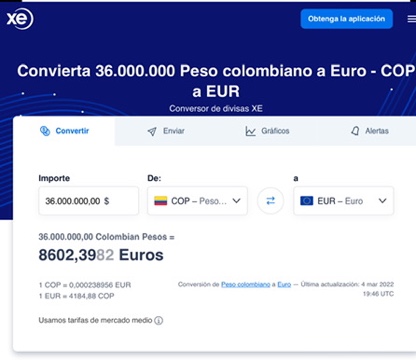 xe
Obtenga la aplicación
Convierta 36.000.000 Peso colombiano a Euro - COP
a EUR
Conversor de divisas XE
Convertir
Enviar
Gráficos
Alertas
Importe
De:
a
36.000.000,00 $
COP – Peso...
EUR – Euro
36.000.000,00 Colombian Pesos =
8602,3982 Euros
1 COP = 0,000238956 EUR
1 EUR = 4184,88 COP
Conversión de Peso colombiano a Euro — Última actualización: 4 mar 2022
19:46 UTC
Usamos tarifas de mercado medio